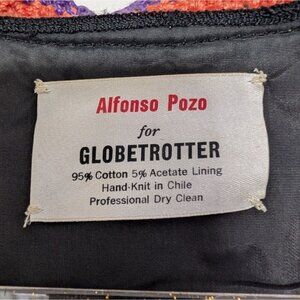 Alfonso Pozo
for
GLOBETROTTER
95% Cotton 5% Acetate Lining
Hand-Knit in Chile
Professional Dry Clean